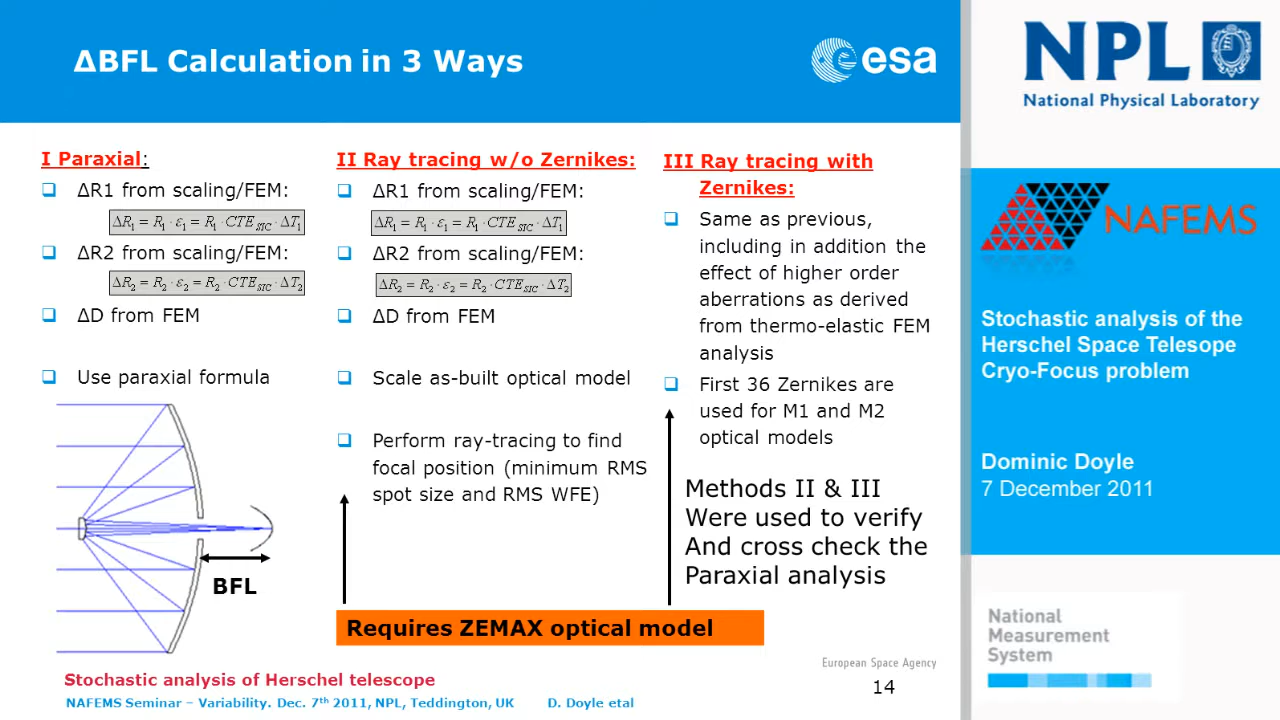 ΔBFL Calculation in 3 Ways
esa
I Paraxial:
❑ ΔR1 from scaling/FEM:
ΔR₁ = R₁ · ε₁ = R₁ · CTE_SIC · ΔT₁
❑ ΔR2 from scaling/FEM:
ΔR₂ = R₂ · ε₂ = R₂ · CTE_SIC · ΔT₂
❑ ΔD from FEM
❑ Use paraxial formula
BFL
II Ray tracing w/o Zernikes:
❑ ΔR1 from scaling/FEM:
ΔR₁ = R₁ · ε₁ = R₁ · CTE_SIC · ΔT₁
❑ ΔR2 from scaling/FEM:
ΔR₂ = R₂ · ε₂ = R₂ · CTE_SIC · ΔT₂
❑ ΔD from FEM
❑ Scale as-built optical model
❑ Perform ray-tracing to find
focal position (minimum RMS
spot size and RMS WFE)
III Ray tracing with
Zernikes:
❑ Same as previous,
including in addition the
effect of higher order
aberrations as derived
from thermo-elastic FEM
analysis
❑ First 36 Zernikes are
used for M1 and M2
optical models
Methods II & III
Were used to verify
And cross check the
Paraxial analysis
Requires ZEMAX optical model
European Space Agency
Stochastic analysis of Herschel telescope
14
NAFEMS Seminar – Variability. Dec. 7th 2011, NPL, Teddington, UK D. Doyle etal
NPL
National Physical Laboratory
NAFEMS
Stochastic analysis of the
Herschel Space Telesope
Cryo-Focus problem
Dominic Doyle
7 December 2011
National
Measurement
System